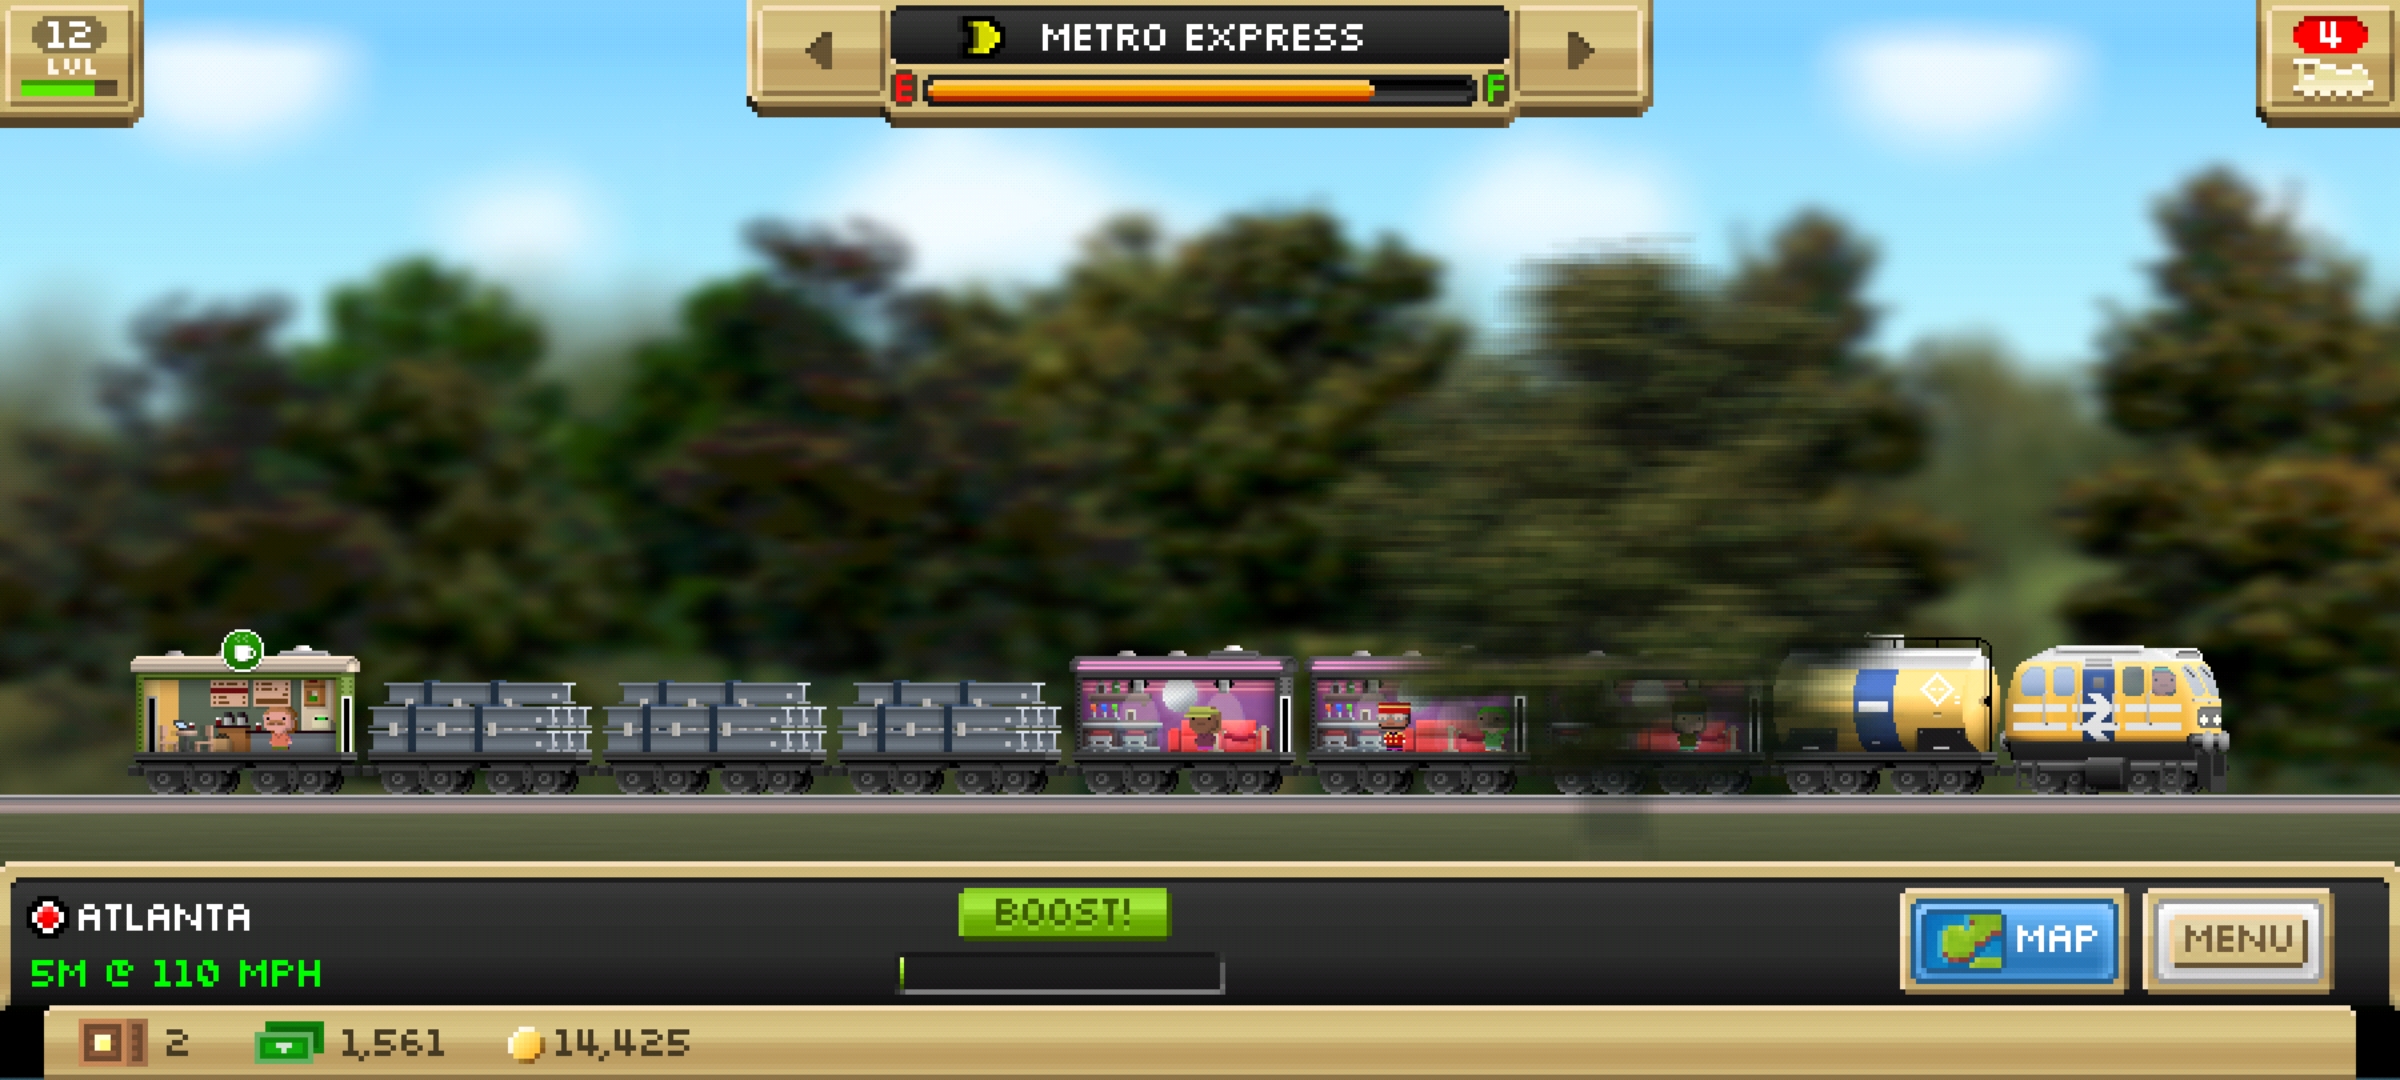 12
LVL
METRO EXPRESS
E F
4
ATLANTA
5M @ 110 MPH
BOOST!
MAP
MENU
2 1,561 14,425